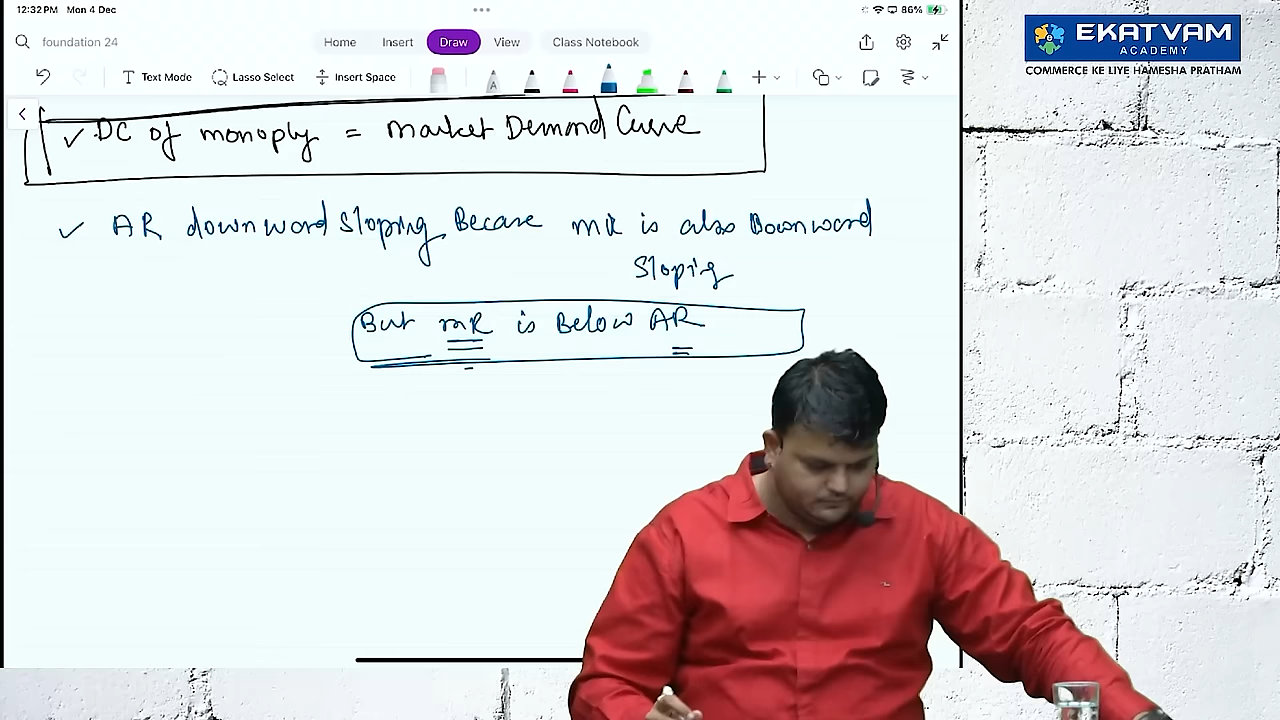 12:32 PM Mon 4 Dec
86%
foundation 24
Home Insert Draw View Class Notebook
Text Mode Lasso Select Insert Space
EKATVAM
ACADEMY
COMMERCE KE LIYE HAMESHA PRATHAM
✓ DC of monoply = market Demand Curve
✓ AR downword Sloping Becase mR is also Downword
Sloping
But mR is Below AR